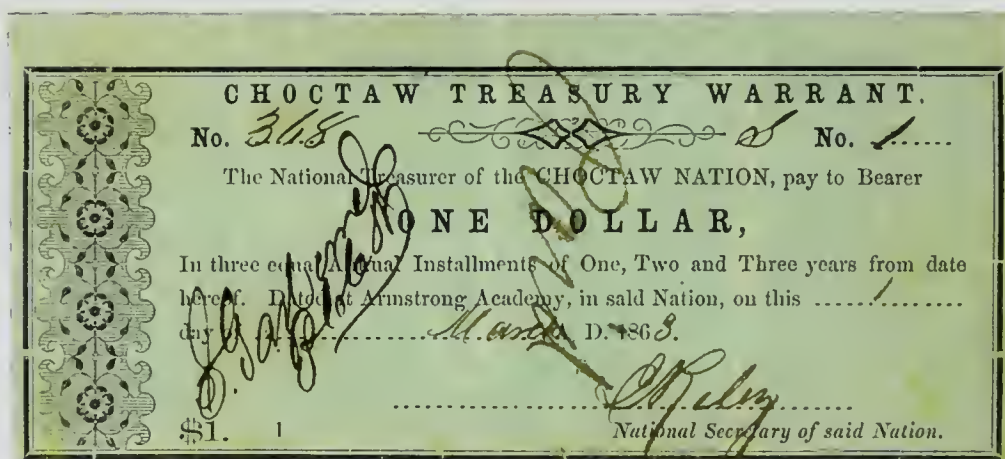 CHOCTAW TREASURY WARRANT.
No. 368 No. 1
The National Treasurer of the CHOCTAW NATION, pay to Bearer
ONE DOLLAR,
In three equal Annual Installments of One, Two and Three years from date
hereof. Dated at Armstrong Academy, in said Nation, on this 1
day March A. D. 1863.
$1. 1 National Secretary of said Nation.